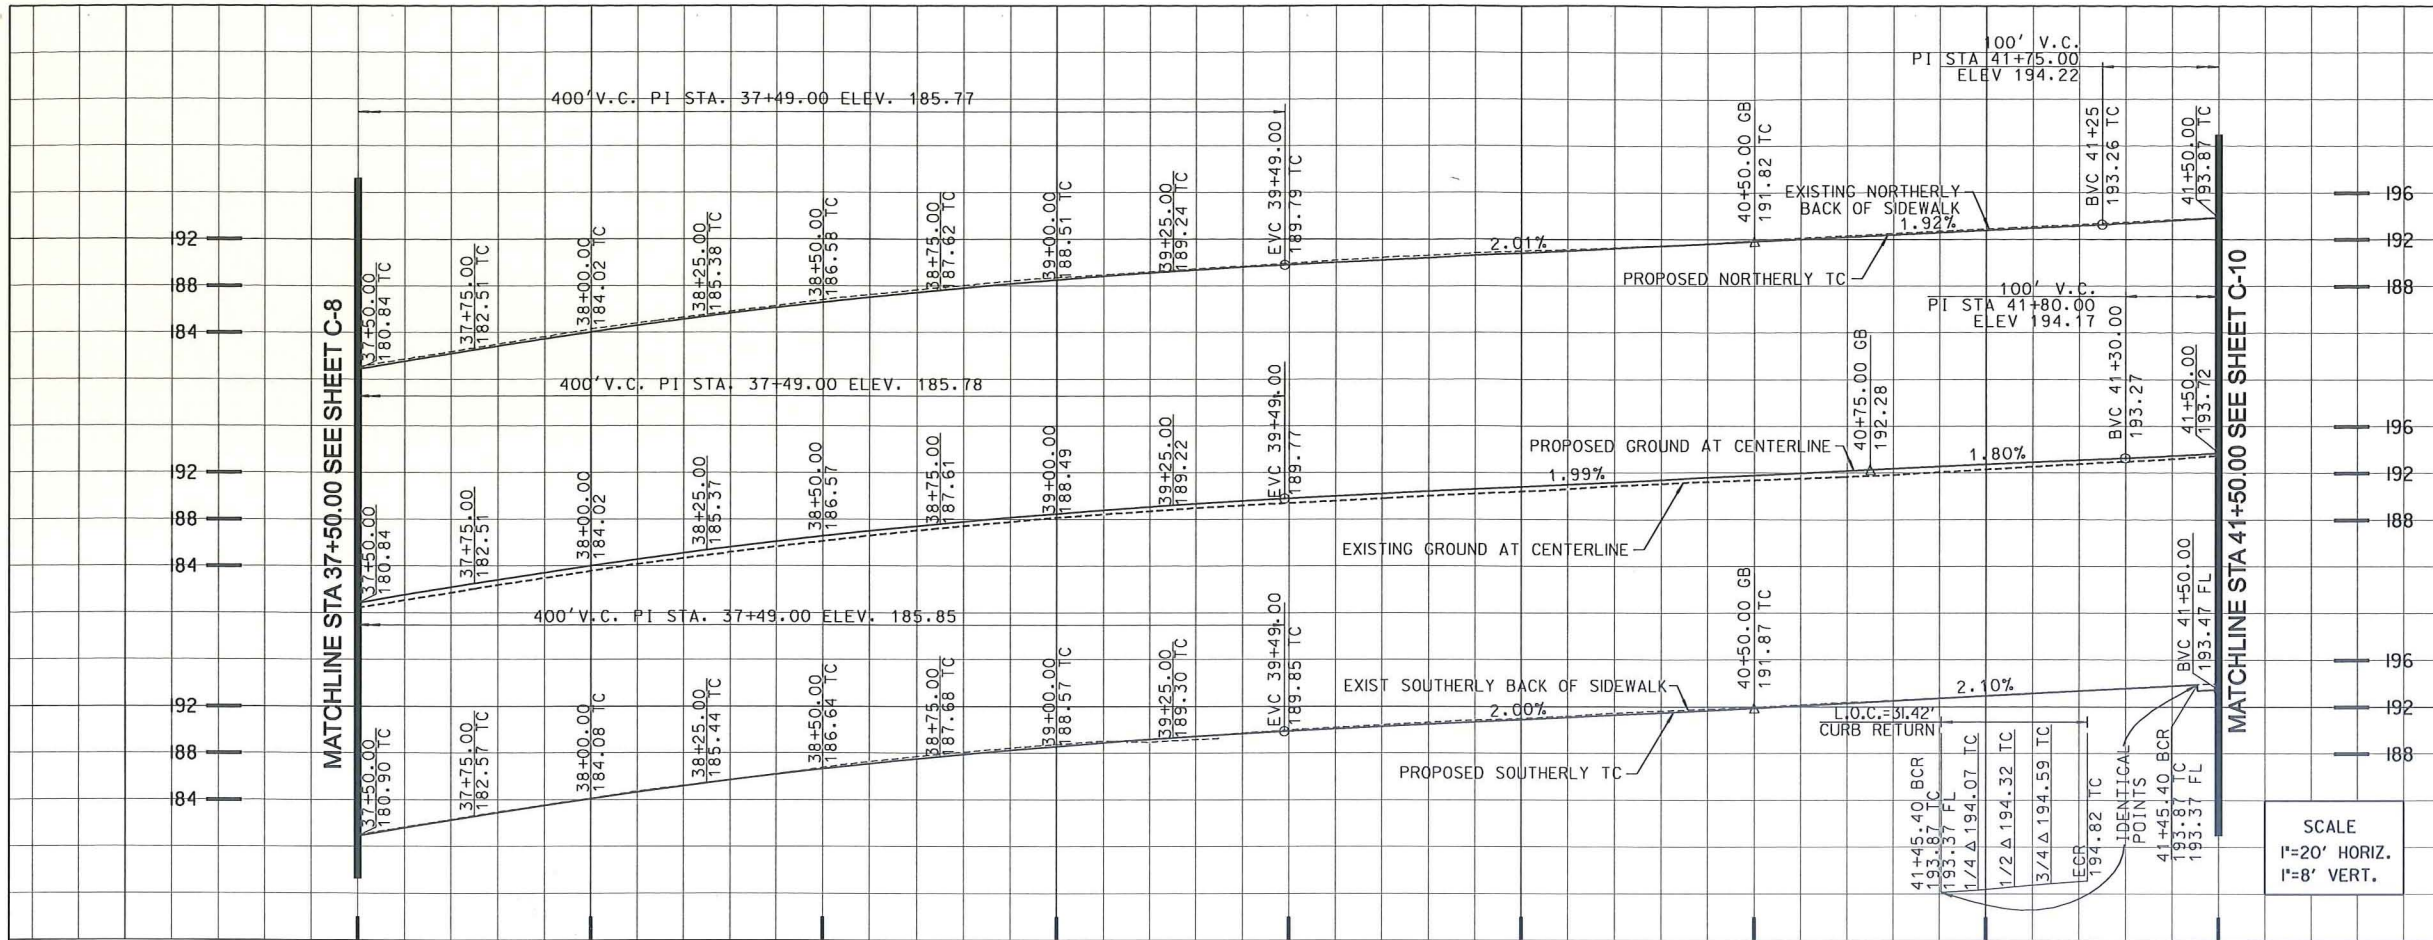 100' V.C.
PI STA 41+75.00
ELEV 194.22
400' V.C. PI STA. 37+49.00 ELEV. 185.77
37+50.00
180.84 TC
37+75.00
182.51 TC
38+00.00
184.02 TC
38+25.00
185.38 TC
38+50.00
186.58 TC
38+75.00
187.62 TC
39+00.00
188.51 TC
39+25.00
189.24 TC
EVC 39+49.00
189.79 TC
2.01%
40+50.00 GB
191.82 TC
EXISTING NORTHERLY
BACK OF SIDEWALK
1.92%
PROPOSED NORTHERLY TC
BVC 41+25
193.26 TC
41+50.00
193.87 TC
192
188
184
196
192
188
MATCHLINE STA 37+50.00 SEE SHEET C-8
MATCHLINE STA 41+50.00 SEE SHEET C-10
100' V.C.
PI STA 41+80.00
ELEV 194.17
400' V.C. PI STA. 37+49.00 ELEV. 185.78
37+50.00
180.84
37+75.00
182.51
38+00.00
184.02
38+25.00
185.37
38+50.00
186.57
38+75.00
187.61
39+00.00
188.49
39+25.00
189.22
EVC 39+49.00
189.77
PROPOSED GROUND AT CENTERLINE
1.99%
EXISTING GROUND AT CENTERLINE
40+75.00 GB
192.28
1.80%
BVC 41+30.00
193.27
41+50.00
193.72
192
188
184
196
192
188
400' V.C. PI STA. 37+49.00 ELEV. 185.85
37+50.00
180.90 TC
37+75.00
182.57 TC
38+00.00
184.08 TC
38+25.00
185.44 TC
38+50.00
186.64 TC
38+75.00
187.68 TC
39+00.00
188.57 TC
39+25.00
189.30 TC
EVC 39+49.00
189.85 TC
EXIST SOUTHERLY BACK OF SIDEWALK
2.00%
PROPOSED SOUTHERLY TC
40+50.00 GB
191.87 TC
2.10%
BVC 41+50.00
193.47 FL
L.O.C.=31.42'
CURB RETURN
41+45.40 BCR
193.87 TC
193.37 FL
1/4 Δ 194.07 TC
1/2 Δ 194.32 TC
3/4 Δ 194.59 TC
ECR
194.82 TC
IDENTICAL
POINTS
41+45.40 BCR
193.87 TC
193.37 FL
192
188
184
196
192
188
SCALE
1"=20' HORIZ.
1"=8' VERT.